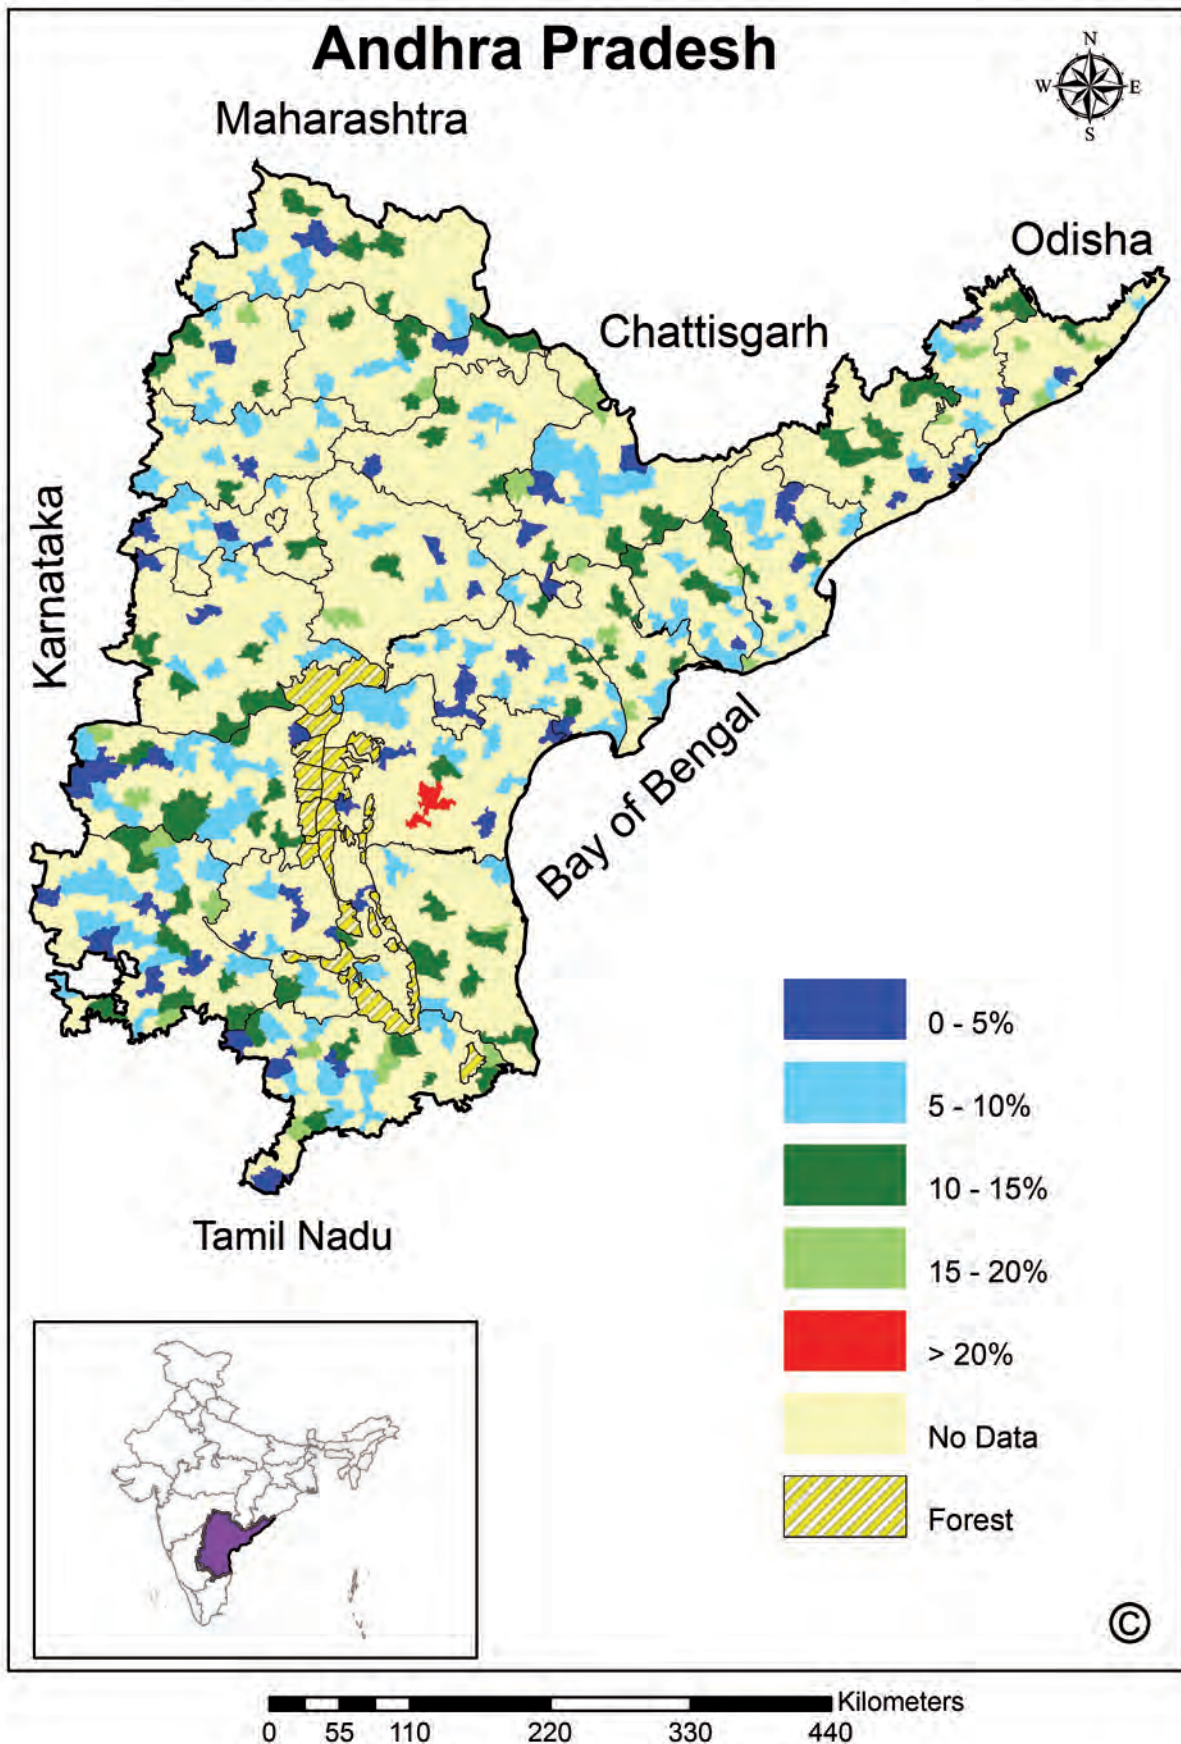 Andhra Pradesh
N
W E
S
Maharashtra
Odisha
Chattisgarh
Karnataka
Bay of Bengal
Tamil Nadu
0 - 5%
5 - 10%
10 - 15%
15 - 20%
> 20%
No Data
Forest
©
Kilometers
0 55 110 220 330 440